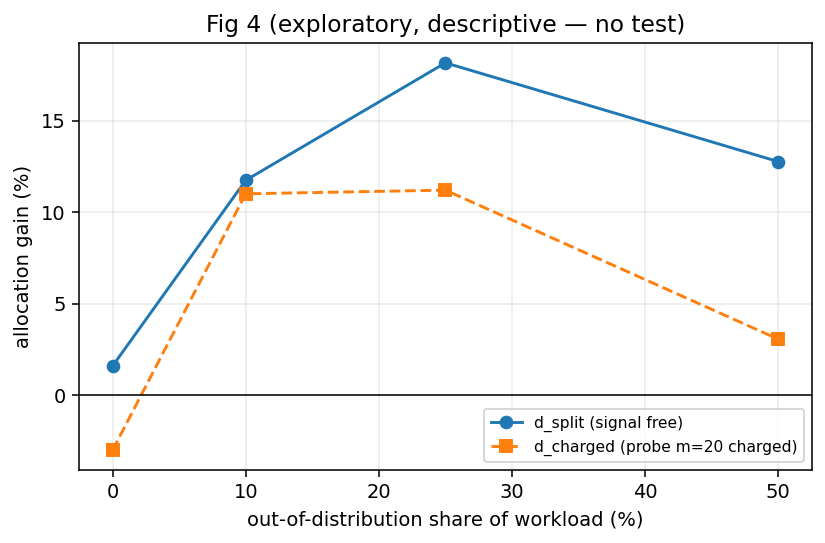 Fig 4 (exploratory, descriptive — no test)
allocation gain (%)
15
10
5
0
d_split (signal free)
d_charged (probe m=20 charged)
0 10 20 30 40 50
out-of-distribution share of workload (%)